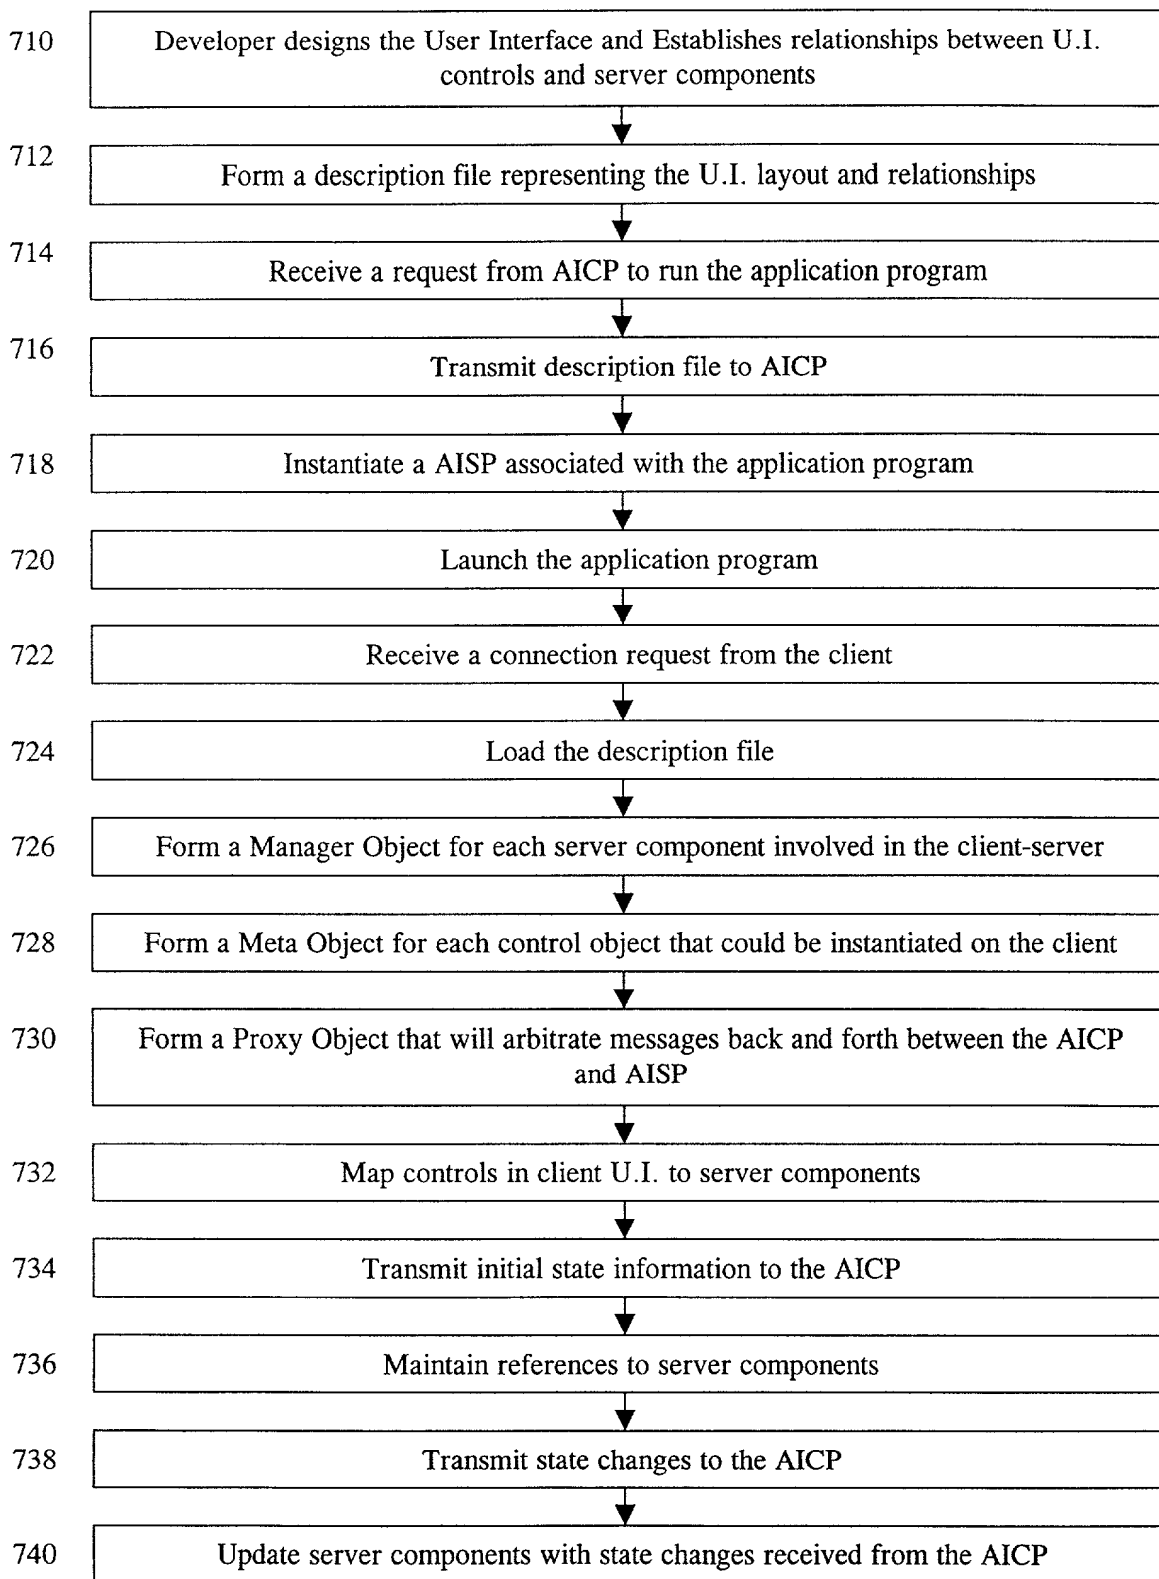 710
Developer designs the User Interface and Establishes relationships between U.I.
controls and server components
712
Form a description file representing the U.I. layout and relationships
714
Receive a request from AICP to run the application program
716
Transmit description file to AICP
718
Instantiate a AISP associated with the application program
720
Launch the application program
722
Receive a connection request from the client
724
Load the description file
726
Form a Manager Object for each server component involved in the client-server
728
Form a Meta Object for each control object that could be instantiated on the client
730
Form a Proxy Object that will arbitrate messages back and forth between the AICP
and AISP
732
Map controls in client U.I. to server components
734
Transmit initial state information to the AICP
736
Maintain references to server components
738
Transmit state changes to the AICP
740
Update server components with state changes received from the AICP